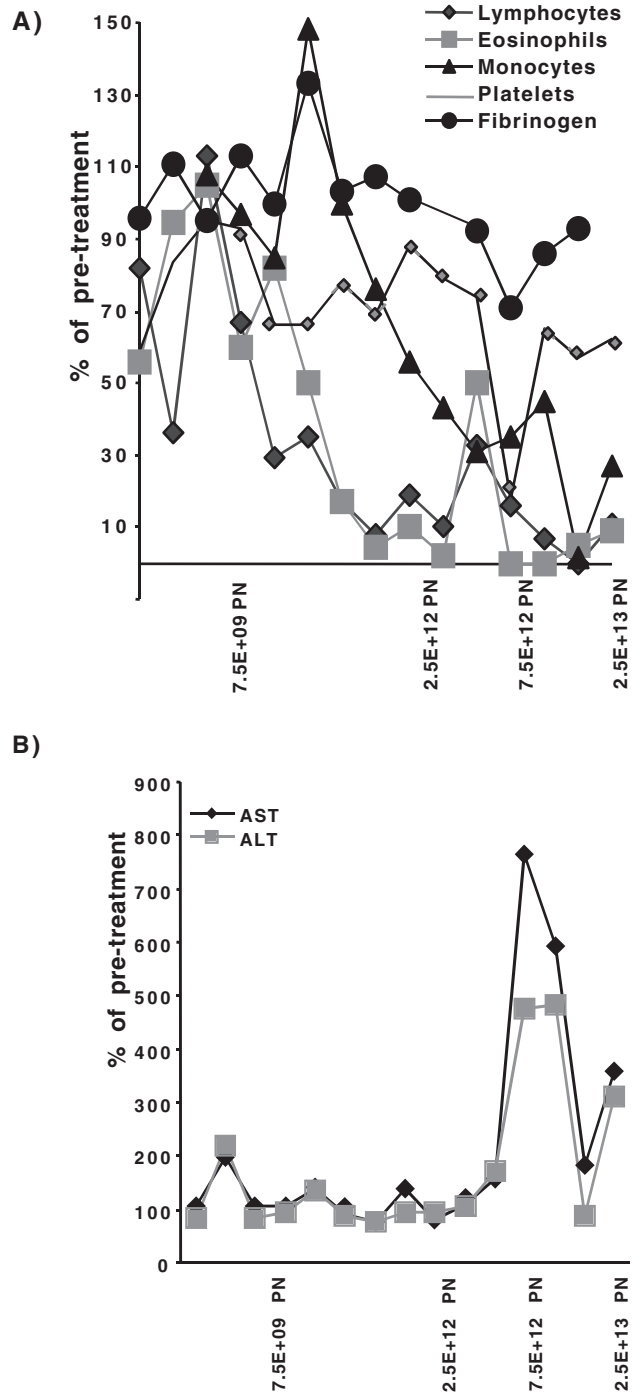 A)
Lymphocytes
Eosinophils
Monocytes
Platelets
Fibrinogen
% of pre-treatment
150
130
110
90
70
50
30
10
7.5E+09 PN
2.5E+12 PN
7.5E+12 PN
2.5E+13 PN
B)
AST
ALT
% of pre-treatment
900
800
700
600
500
400
300
200
100
0
7.5E+09 PN
2.5E+12 PN
7.5E+12 PN
2.5E+13 PN